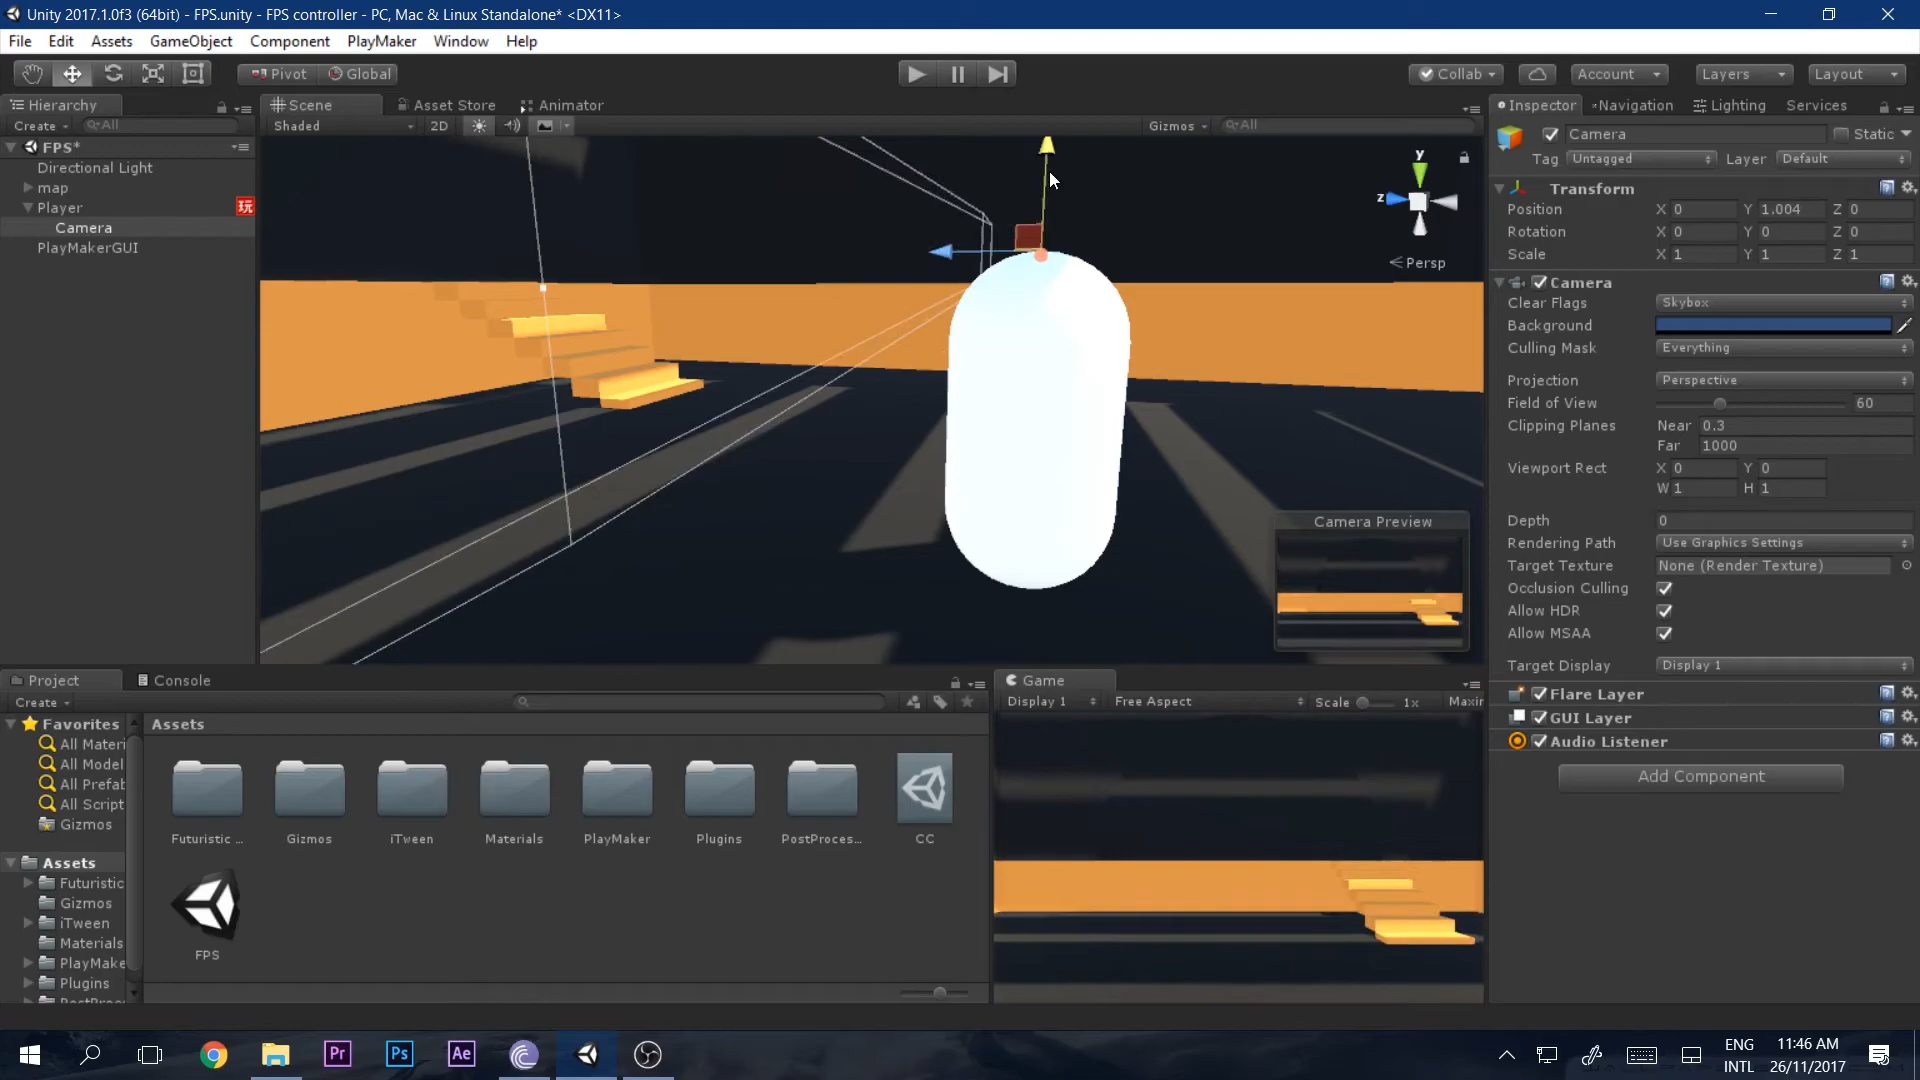 Unity 2017.1.0f3 (64bit) - FPS.unity - FPS controller - PC, Mac & Linux Standalone* <DX11>
File Edit Assets GameObject Component PlayMaker Window Help
Pivot Global Collab Account Layers Layout
Hierarchy
Create All
FPS*
Directional Light
map
Player 玩
Camera
PlayMakerGUI
Scene Asset Store Animator
Shaded 2D Gizmos All
y
z
Persp
Camera Preview
Inspector Navigation Lighting Services
Camera Static
Tag Untagged Layer Default
Transform
Position X 0 Y 1.004 Z 0
Rotation X 0 Y 0 Z 0
Scale X 1 Y 1 Z 1
Camera
Clear Flags Skybox
Background
Culling Mask Everything
Projection Perspective
Field of View 60
Clipping Planes Near 0.3
Far 1000
Viewport Rect X 0 Y 0
W 1 H 1
Depth 0
Rendering Path Use Graphics Settings
Target Texture None (Render Texture)
Occlusion Culling
Allow HDR
Allow MSAA
Target Display Display 1
Flare Layer
GUI Layer
Audio Listener
Add Component
Project Console
Create
Favorites
All Materi
All Model
All Prefab
All Script
Gizmos
Assets
Futuristic
Gizmos
iTween
Materials
PlayMake
Plugins
Assets
Futuristic ... Gizmos iTween Materials PlayMaker Plugins PostProces... CC
FPS
Game
Display 1 Free Aspect Scale 1x Maxir
Pr Ps Ae
ENG
INTL
11:46 AM
26/11/2017